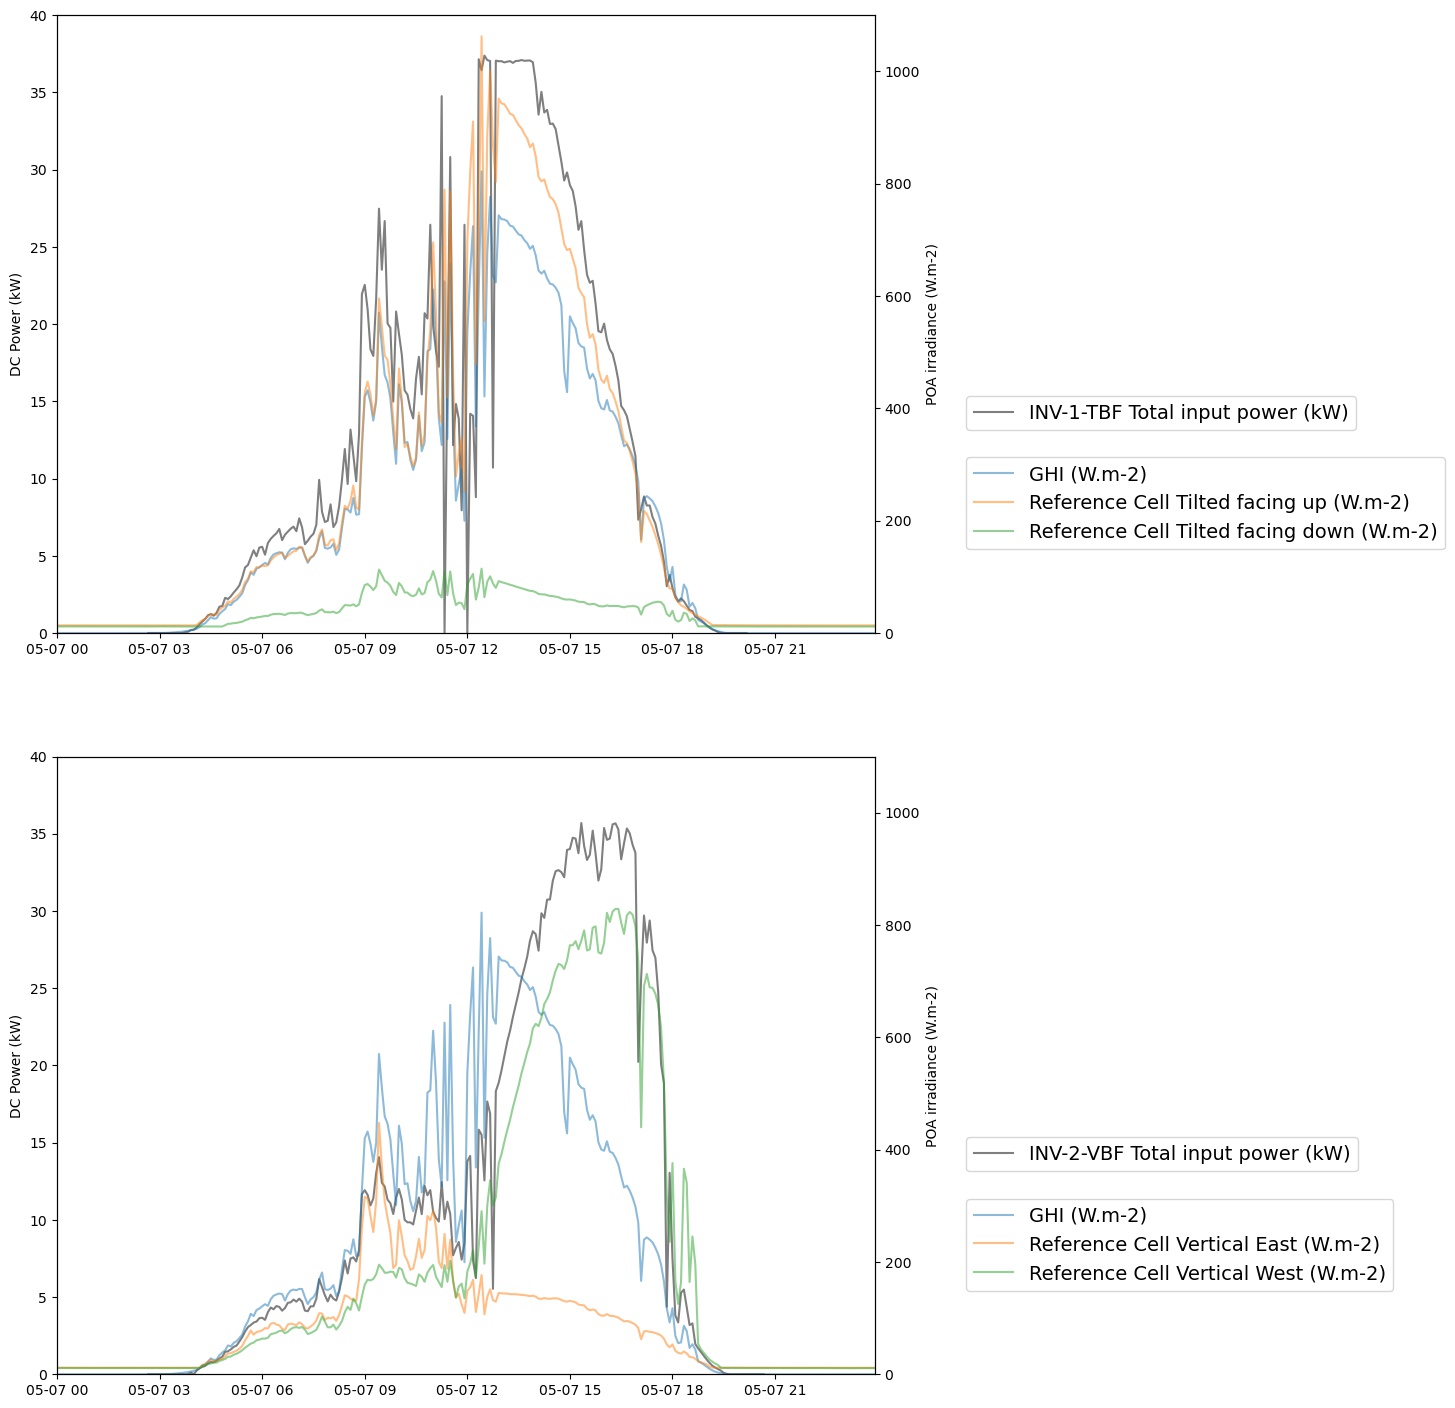 40
35
30
25
20
15
10
5
0
DC Power (kW)
1000
800
600
400
200
0
POA irradiance (W.m-2)
05-07 00 05-07 03 05-07 06 05-07 09 05-07 12 05-07 15 05-07 18 05-07 21
INV-1-TBF Total input power (kW)
GHI (W.m-2)
Reference Cell Tilted facing up (W.m-2)
Reference Cell Tilted facing down (W.m-2)
40
35
30
25
20
15
10
5
0
DC Power (kW)
1000
800
600
400
200
0
POA irradiance (W.m-2)
05-07 00 05-07 03 05-07 06 05-07 09 05-07 12 05-07 15 05-07 18 05-07 21
INV-2-VBF Total input power (kW)
GHI (W.m-2)
Reference Cell Vertical East (W.m-2)
Reference Cell Vertical West (W.m-2)